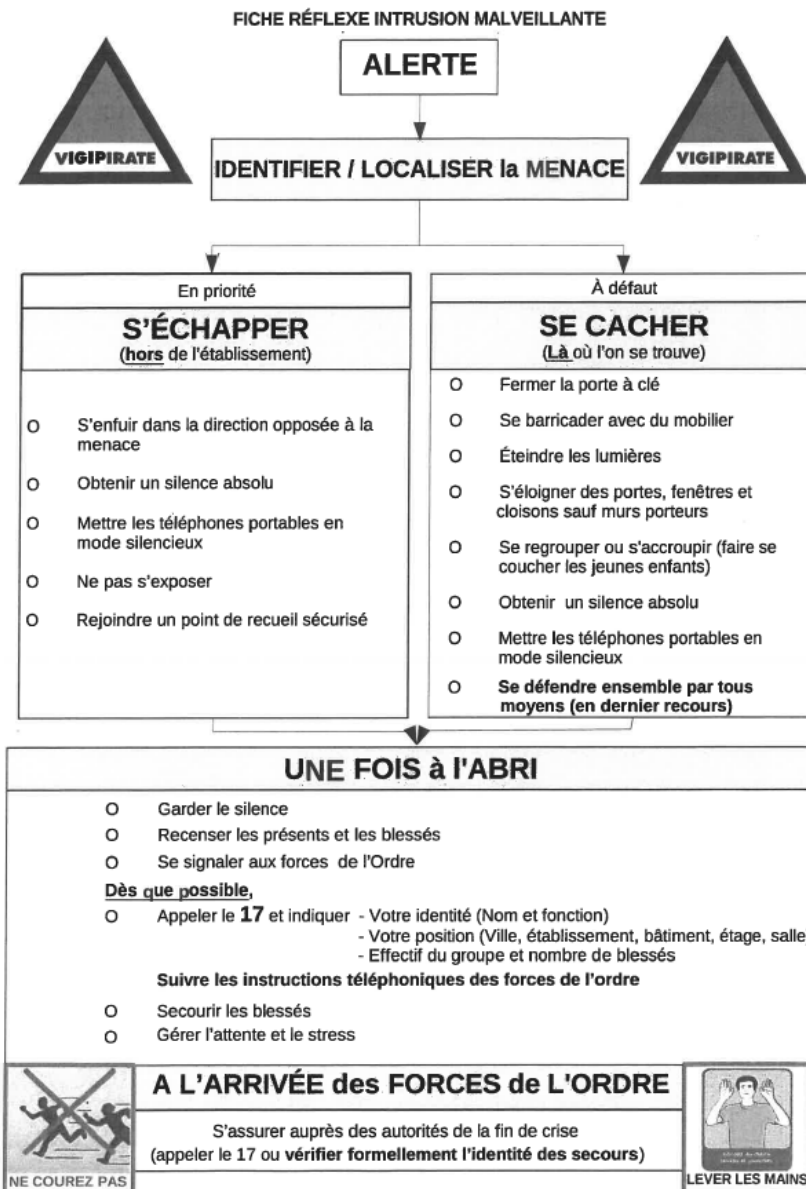 FICHE RÉFLEXE INTRUSION MALVEILLANTE
ALERTE
VIGIPIRATE
VIGIPIRATE
IDENTIFIER / LOCALISER la MENACE
En priorité
S'ÉCHAPPER
(hors de l'établissement)
O S'enfuir dans la direction opposée à la
menace
O Obtenir un silence absolu
O Mettre les téléphones portables en
mode silencieux
O Ne pas s'exposer
O Rejoindre un point de recueil sécurisé
À défaut
SE CACHER
(Là où l'on se trouve)
O Fermer la porte à clé
O Se barricader avec du mobilier
O Éteindre les lumières
O S'éloigner des portes, fenêtres et
cloisons sauf murs porteurs
O Se regrouper ou s'accroupir (faire se
coucher les jeunes enfants)
O Obtenir un silence absolu
O Mettre les téléphones portables en
mode silencieux
O Se défendre ensemble par tous
moyens (en dernier recours)
UNE FOIS à l'ABRI
O Garder le silence
O Recenser les présents et les blessés
O Se signaler aux forces de l'Ordre
Dès que possible,
O Appeler le 17 et indiquer - Votre identité (Nom et fonction)
- Votre position (Ville, établissement, bâtiment, étage, salle
- Effectif du groupe et nombre de blessés
Suivre les instructions téléphoniques des forces de l'ordre
O Secourir les blessés
O Gérer l'attente et le stress
A L'ARRIVÉE des FORCES de L'ORDRE
S'assurer auprès des autorités de la fin de crise
(appeler le 17 ou vérifier formellement l'identité des secours)
NE COUREZ PAS
LEVER LES MAINS